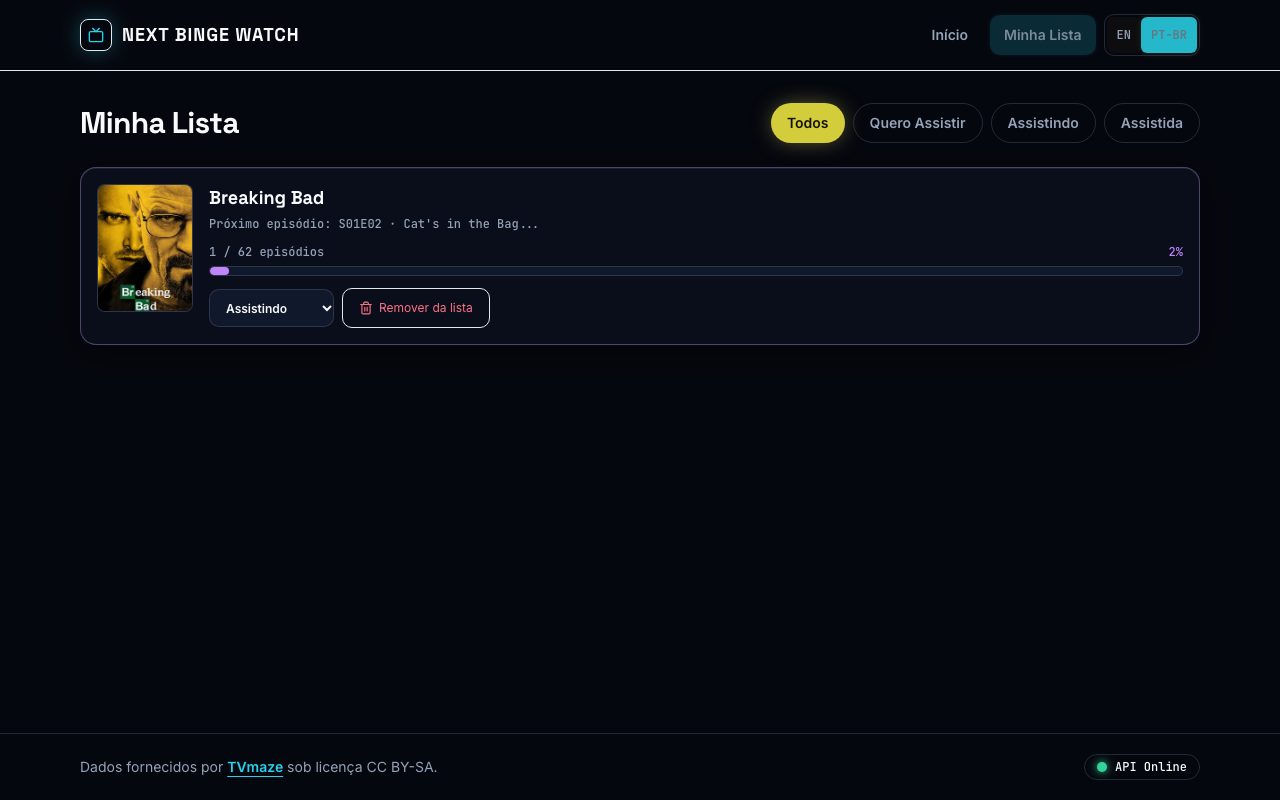 NEXT BINGE WATCH
Início
Minha Lista
EN
PT-BR
Minha Lista
Todos
Quero Assistir
Assistindo
Assistida
Breaking
Bad
Breaking Bad
Próximo episódio: S01E02 · Cat's in the Bag...
1 / 62 episódios
2%
Assistindo
Remover da lista
Dados fornecidos por TVmaze sob licença CC BY-SA.
API Online